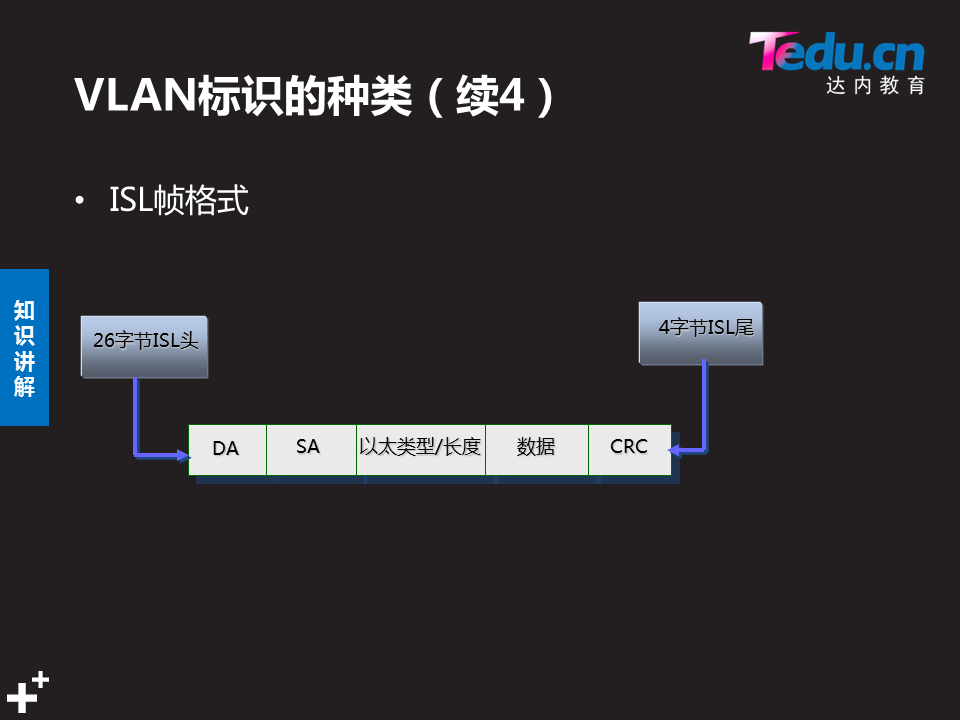 Tedu.cn
达内教育
VLAN标识的种类（续4）
• ISL帧格式
知识讲解
26字节ISL头
4字节ISL尾
DA SA 以太类型/长度 数据 CRC